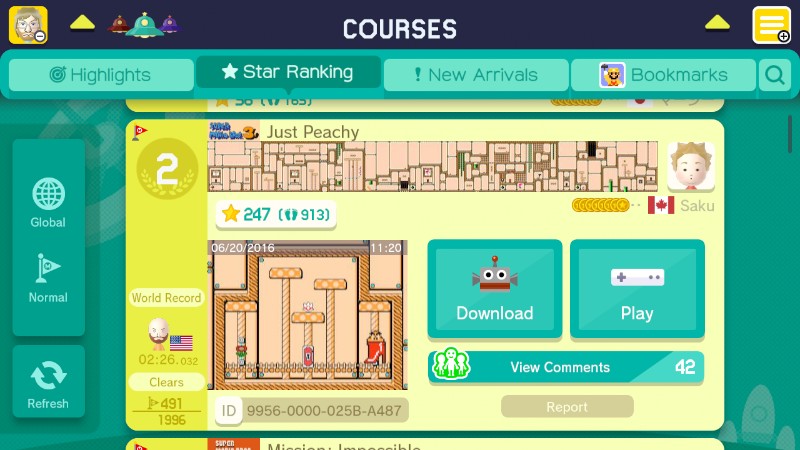 COURSES
Highlights
Star Ranking
New Arrivals
Bookmarks
2
Just Peachy
Global
Normal
Refresh
247 (913)
Saku
06/20/2016 11:20
World Record
02:26.032
Clears
491
1996
Download
Play
View Comments 42
ID 9956-0000-025B-A487
Report
Mission: Impossible